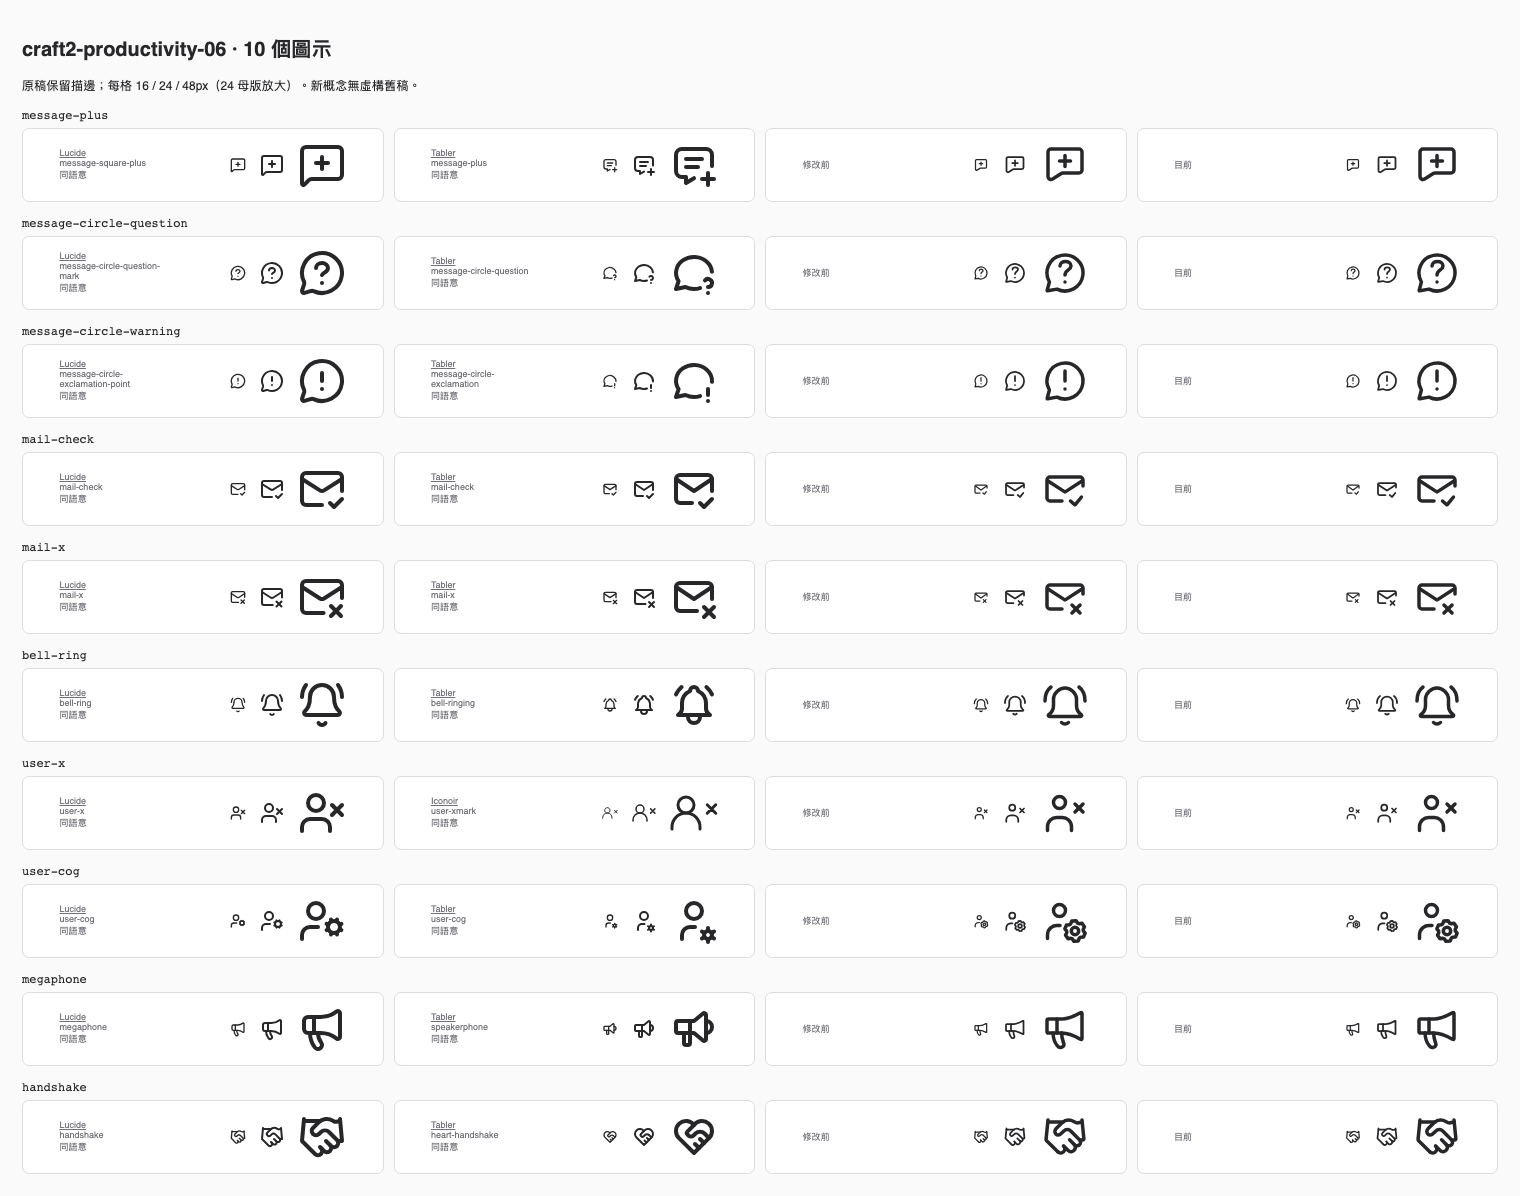 craft2-productivity-06 · 10 個圖示
原稿保留描邊；每格 16 / 24 / 48px（24 母版放大）。新概念無虛構舊稿。
message-plus
Lucide
message-square-plus
同語意
Tabler
message-plus
同語意
修改前
目前
message-circle-question
Lucide
message-circle-question-
mark
同語意
Tabler
message-circle-question
同語意
修改前
目前
message-circle-warning
Lucide
message-circle-
exclamation-point
同語意
Tabler
message-circle-
exclamation
同語意
修改前
目前
mail-check
Lucide
mail-check
同語意
Tabler
mail-check
同語意
修改前
目前
mail-x
Lucide
mail-x
同語意
Tabler
mail-x
同語意
修改前
目前
bell-ring
Lucide
bell-ring
同語意
Tabler
bell-ringing
同語意
修改前
目前
user-x
Lucide
user-x
同語意
Iconoir
user-xmark
同語意
修改前
目前
user-cog
Lucide
user-cog
同語意
Tabler
user-cog
同語意
修改前
目前
megaphone
Lucide
megaphone
同語意
Tabler
speakerphone
同語意
修改前
目前
handshake
Lucide
handshake
同語意
Tabler
heart-handshake
同語意
修改前
目前